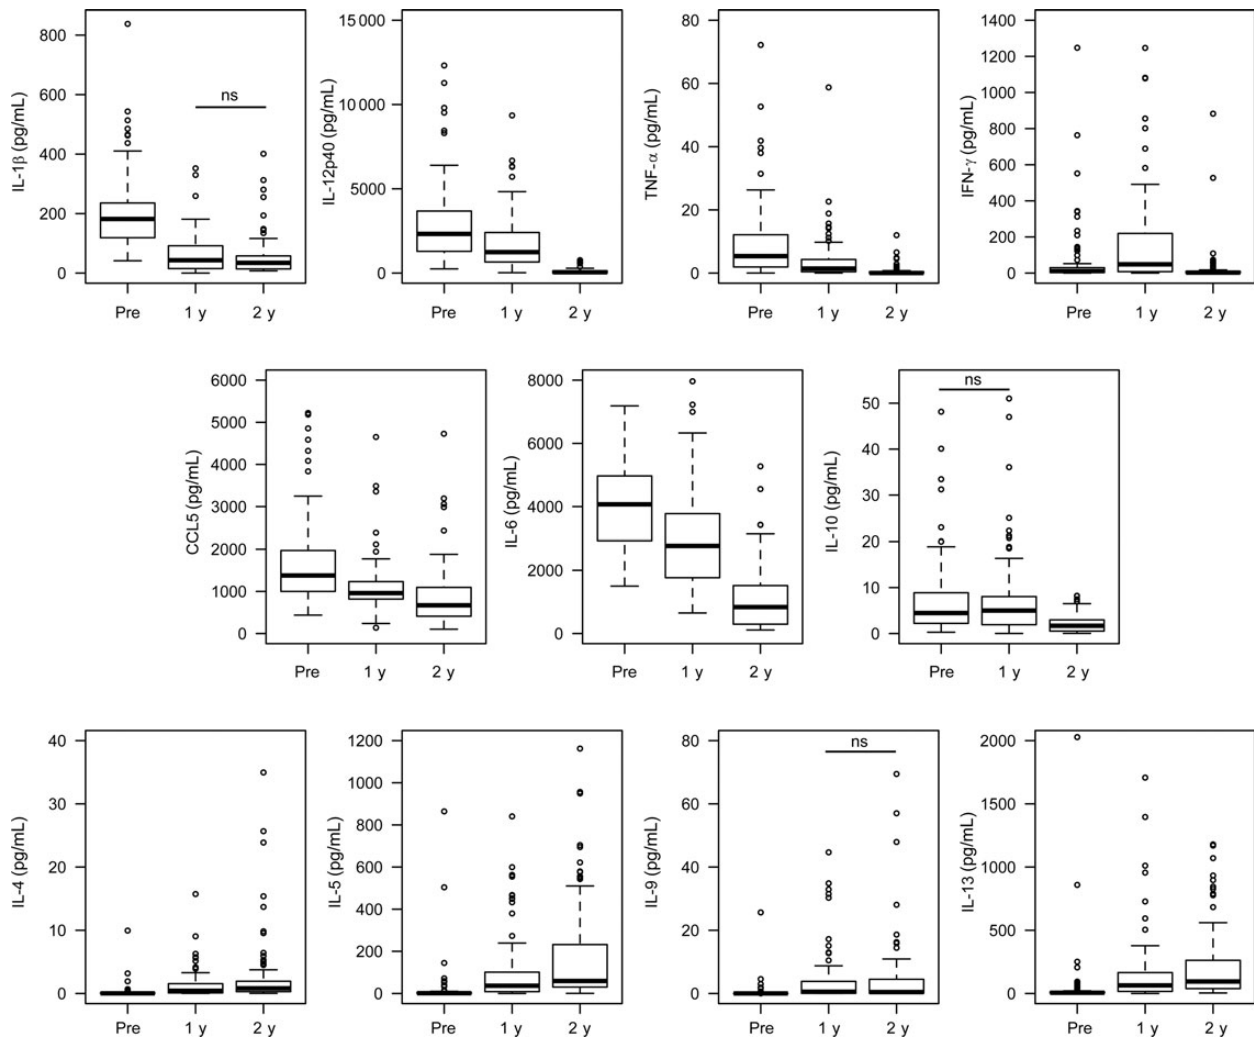 IL-1β (pg/mL)
800
600
400
200
0
ns
Pre 1 y 2 y
IL-12p40 (pg/mL)
15 000
10 000
5000
0
Pre 1 y 2 y
TNF-α (pg/mL)
80
60
40
20
0
Pre 1 y 2 y
IFN-γ (pg/mL)
1400
1200
1000
800
600
400
200
0
Pre 1 y 2 y
CCL5 (pg/mL)
6000
5000
4000
3000
2000
1000
0
Pre 1 y 2 y
IL-6 (pg/mL)
8000
6000
4000
2000
0
Pre 1 y 2 y
IL-10 (pg/mL)
50
40
30
20
10
0
ns
Pre 1 y 2 y
IL-4 (pg/mL)
40
30
20
10
0
Pre 1 y 2 y
IL-5 (pg/mL)
1200
1000
800
600
400
200
0
Pre 1 y 2 y
IL-9 (pg/mL)
80
60
40
20
0
ns
Pre 1 y 2 y
IL-13 (pg/mL)
2000
1500
1000
500
0
Pre 1 y 2 y